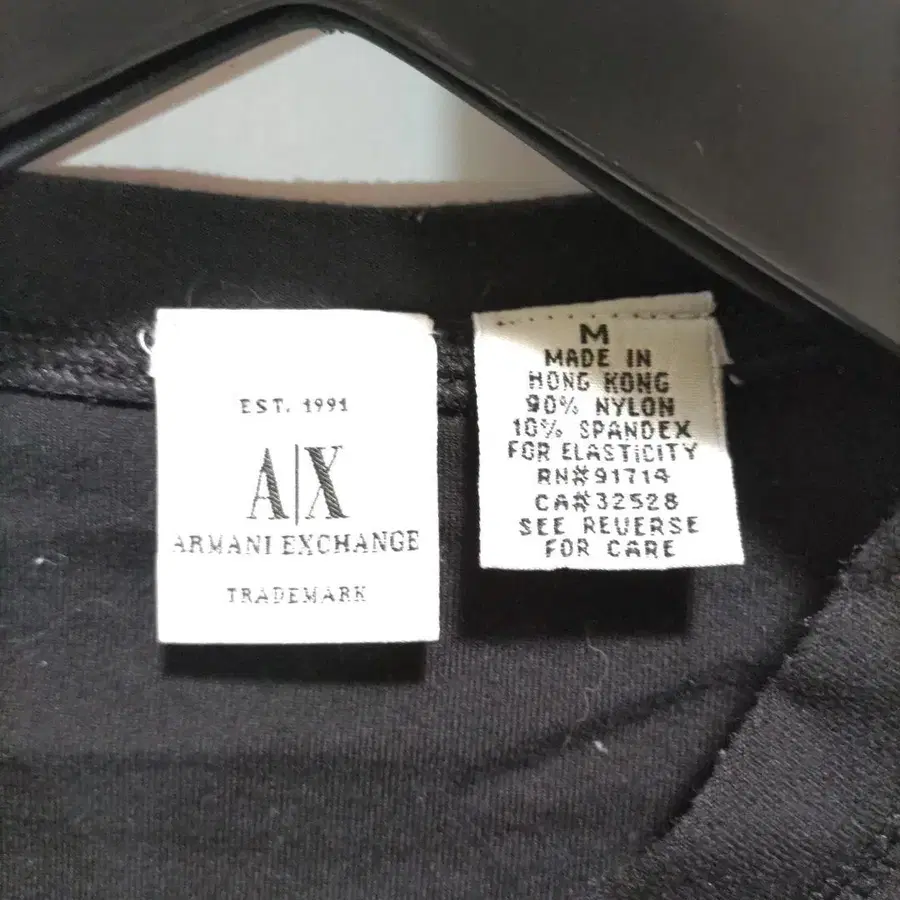 EST. 1991
A|X
ARMANI EXCHANGE
TRADEMARK
M
MADE IN
HONG KONG
90% NYLON
10% SPANDEX
FOR ELASTICITY
RN#91714
CA#32528
SEE REVERSE
FOR CARE